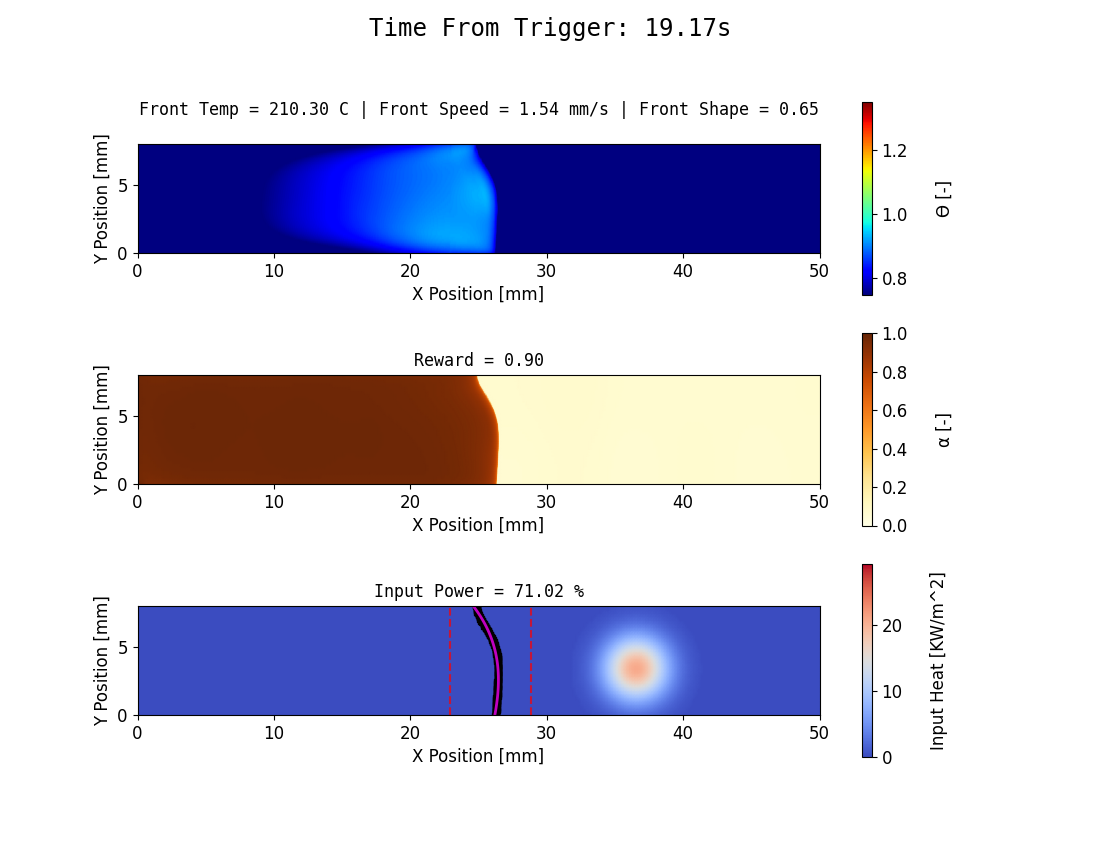 Time From Trigger: 19.17s
Front Temp = 210.30 C | Front Speed = 1.54 mm/s | Front Shape = 0.65
Y Position [mm]
5
0
0 10 20 30 40 50
X Position [mm]
1.2
1.0
0.8
Θ [-]
Reward = 0.90
Y Position [mm]
5
0
0 10 20 30 40 50
X Position [mm]
1.0
0.8
0.6
0.4
0.2
0.0
α [-]
Input Power = 71.02 %
Y Position [mm]
5
0
0 10 20 30 40 50
X Position [mm]
20
10
0
Input Heat [KW/m^2]